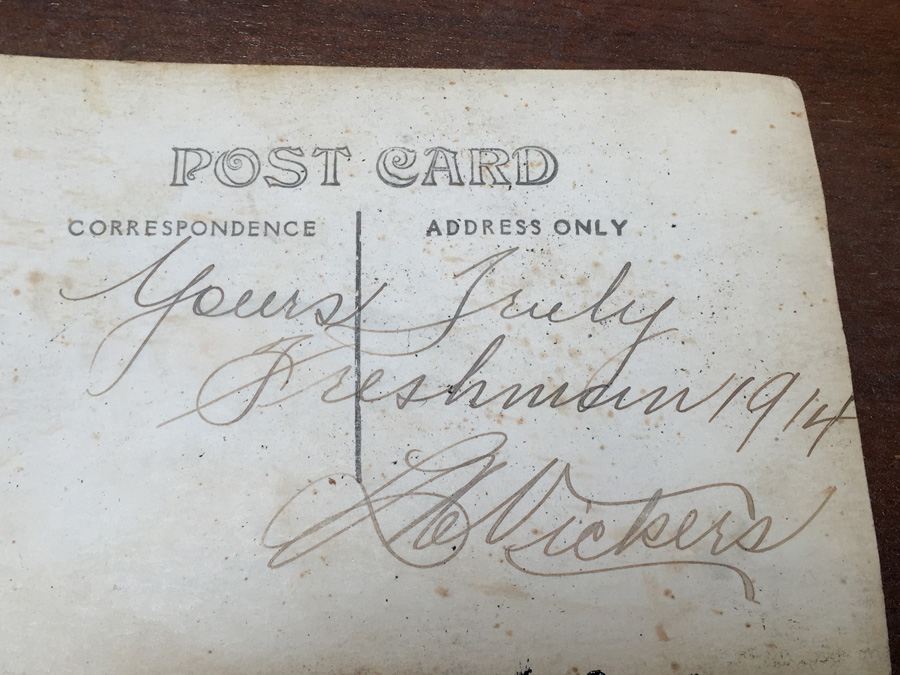 POST CARD
CORRESPONDENCE ADDRESS ONLY
Yours Truly
Freshman 1914
Vickers